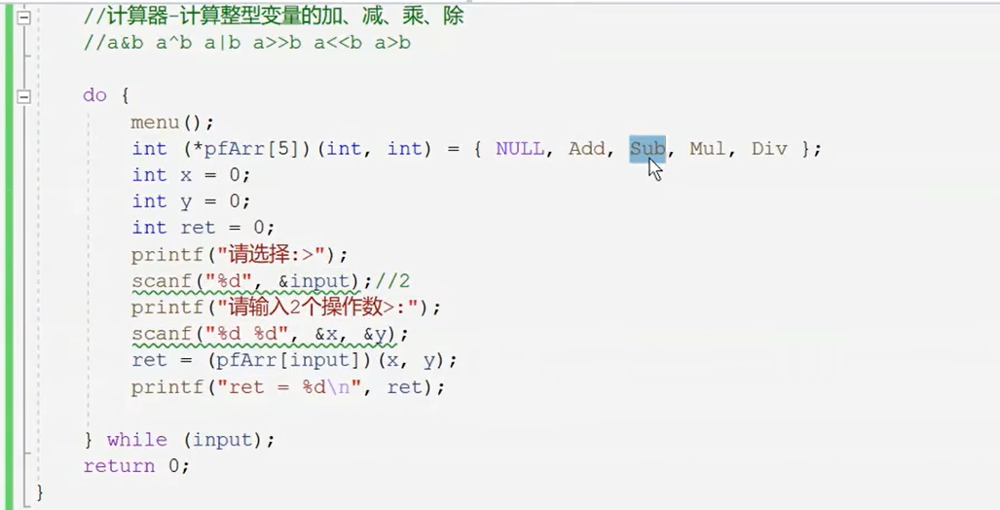 //计算器-计算整型变量的加、减、乘、除
//a&b a^b a|b a>>b a<<b a>b
do {
menu();
int (*pfArr[5])(int, int) = { NULL, Add, Sub, Mul, Div };
int x = 0;
int y = 0;
int ret = 0;
printf("请选择:>");
scanf("%d", &input);//2
printf("请输入2个操作数>:");
scanf("%d %d", &x, &y);
ret = (pfArr[input])(x, y);
printf("ret = %d\n", ret);
} while (input);
return 0;
}